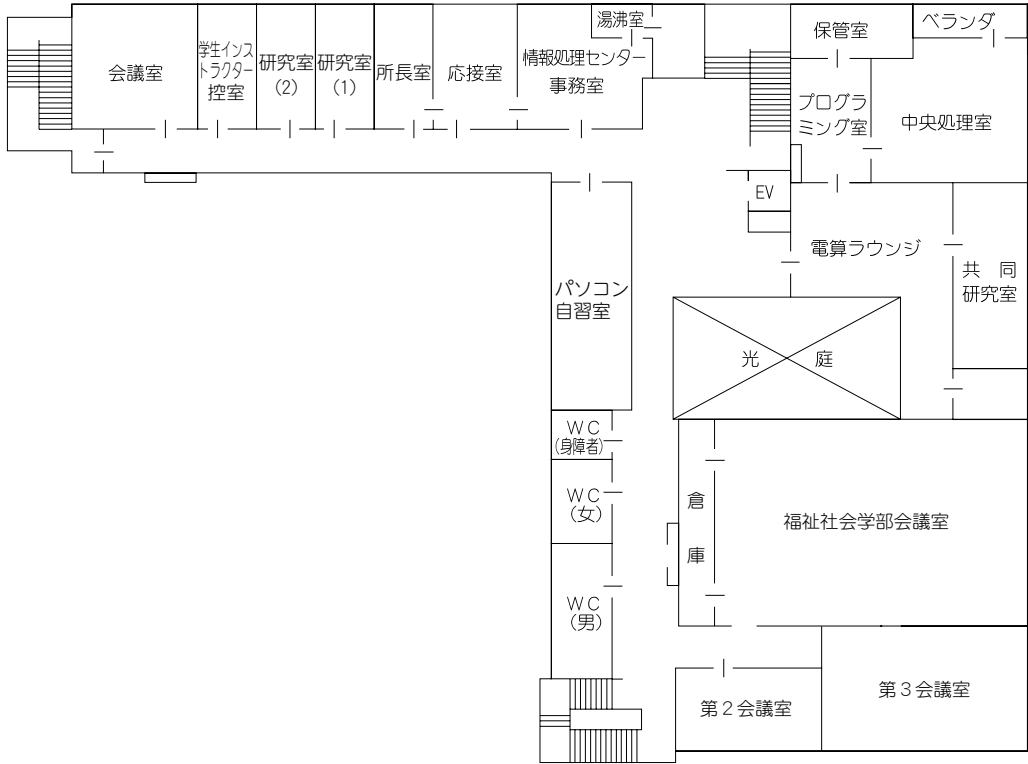 湯沸室
保管室
ベランダ
会議室
学生インス
トラクター
控室
研究室
(2)
研究室
(1)
所長室
応接室
情報処理センター
事務室
プログラ
ミング室
中央処理室
EV
電算ラウンジ
共　同
研究室
パソコン
自習室
光　庭
ＷＣ
(身障者)
ＷＣ
(女)
倉
庫
福祉社会学部会議室
ＷＣ
(男)
第２会議室
第３会議室